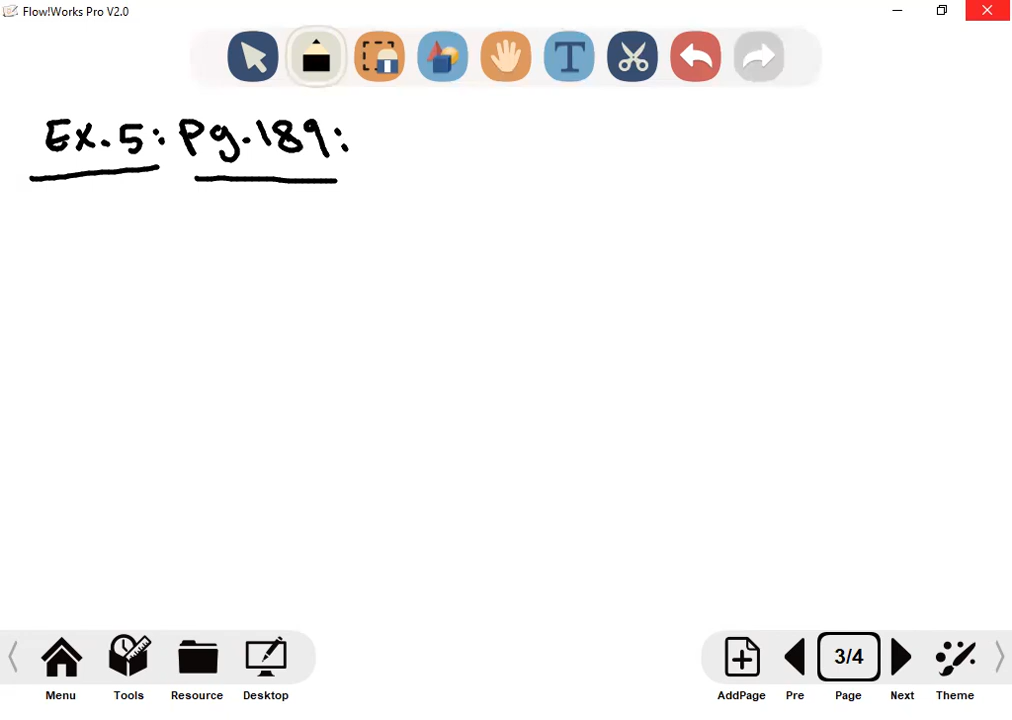 Flow!Works Pro V2.0
T
Ex.5: Pg.189:
3/4
Menu Tools Resource Desktop AddPage Pre Page Next Theme